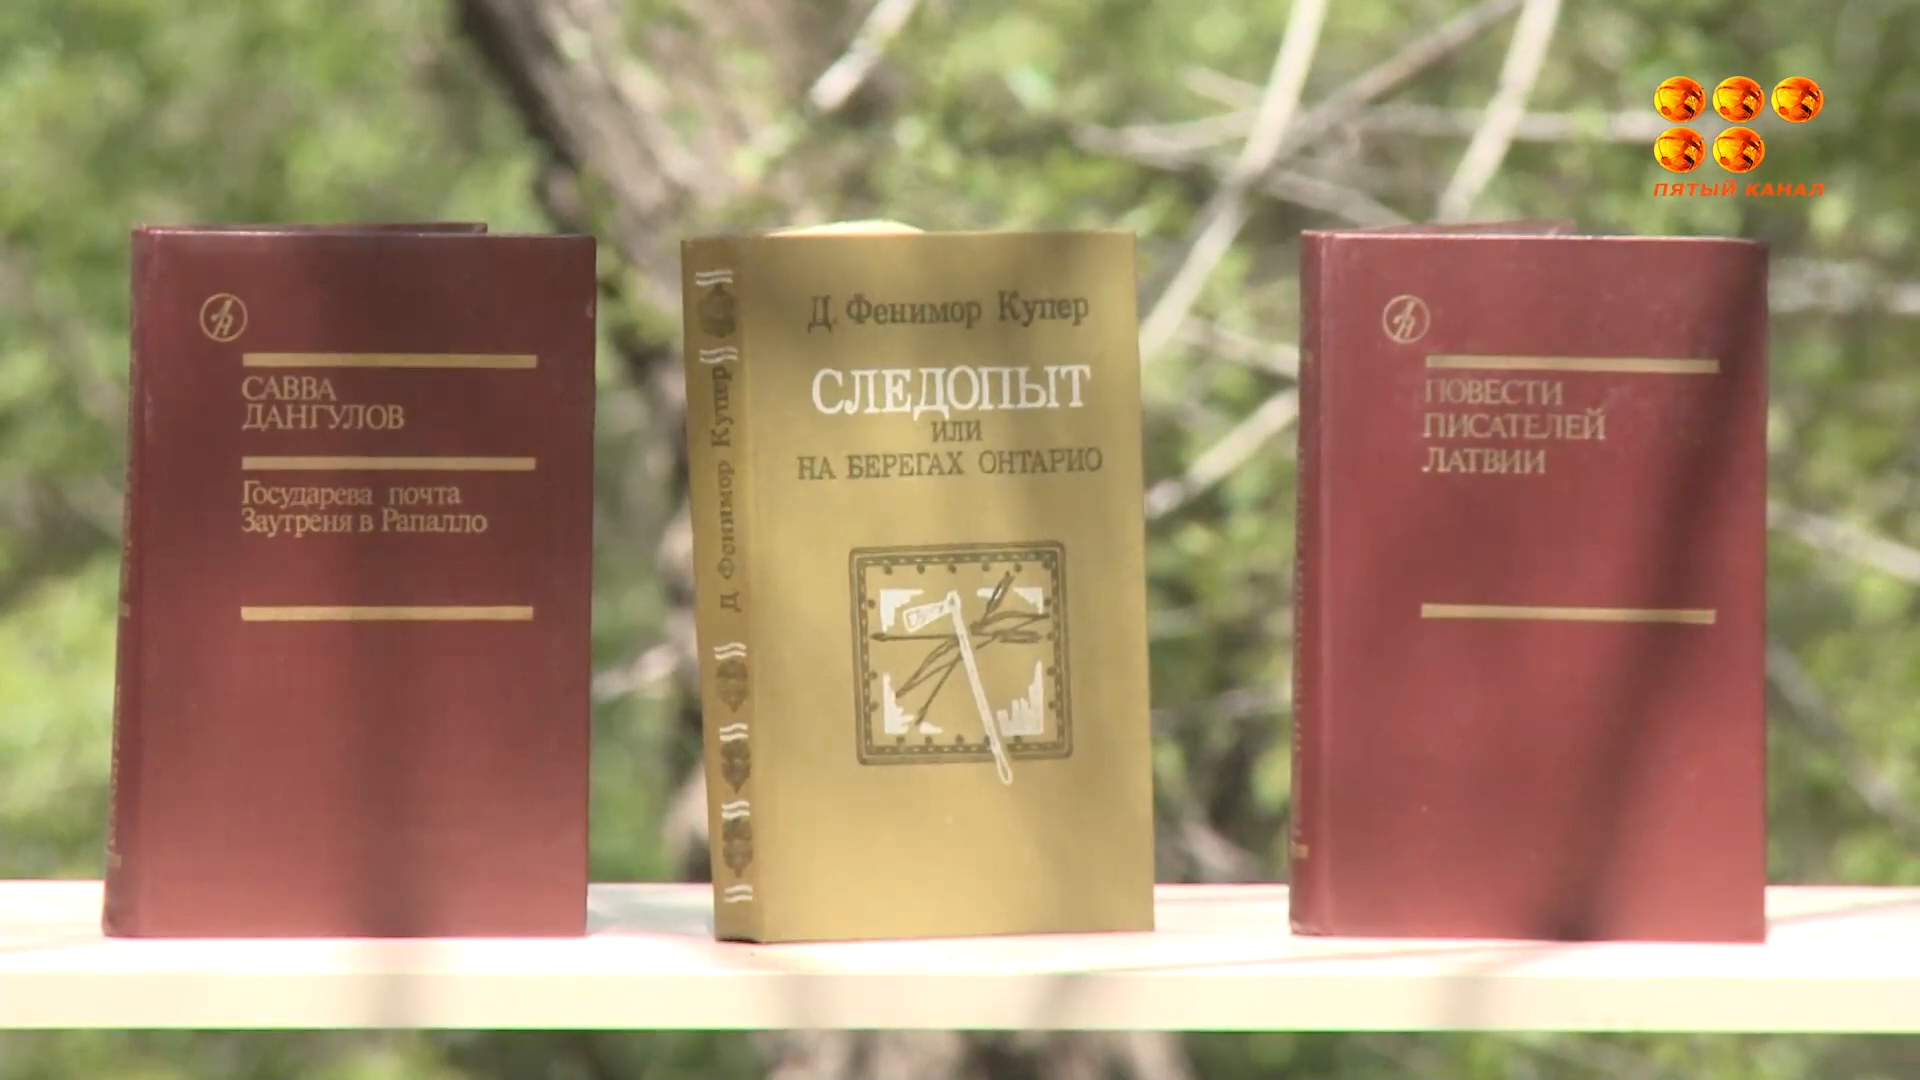 ПЯТЫЙ КАНАЛ
САВВА
ДАНГУЛОВ
Государева почта
Заутреня в Рапалло
Д. Фенимор Купер
Д. Фенимор Купер
СЛЕДОПЫТ
ИЛИ
НА БЕРЕГАХ ОНТАРИО
ПОВЕСТИ
ПИСАТЕЛЕЙ
ЛАТВИИ